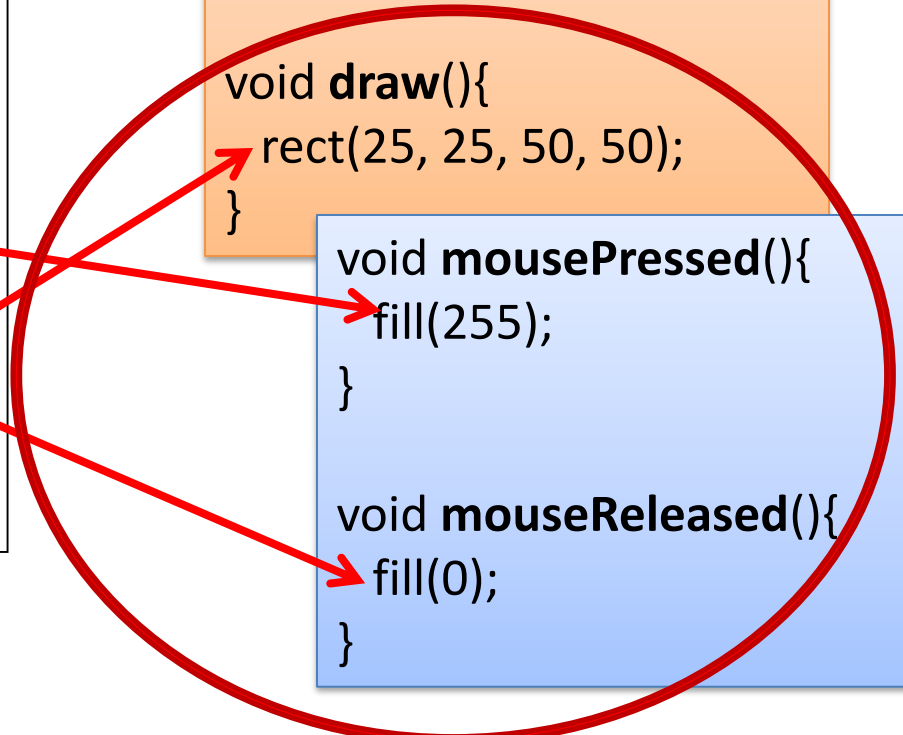 void draw(){
rect(25, 25, 50, 50);
}
void mousePressed(){
fill(255);
}
void mouseReleased(){
fill(0);
}